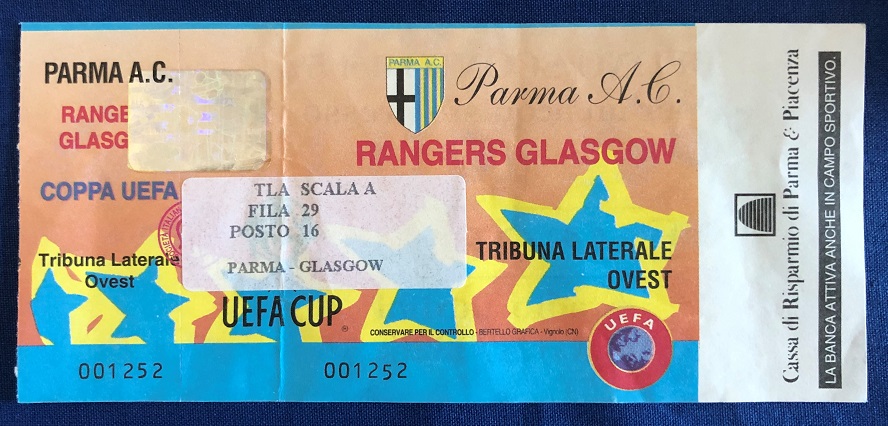 PARMA A.C.
RANGE
GLASG
COPPA UEFA
Tribuna Laterale
Ovest
001252
TLA SCALA A
FILA 29
POSTO 16
PARMA - GLASGOW
UEFA CUP
PARMA A.C.
Parma A.C.
RANGERS GLASGOW
TRIBUNA LATERALE
OVEST
CONSERVARE PER IL CONTROLLO - BERTELLO GRAFICA - Vignolo (CN)
001252
UEFA
Cassa di Risparmio di Parma & Piacenza
LA BANCA ATTIVA ANCHE IN CAMPO SPORTIVO.